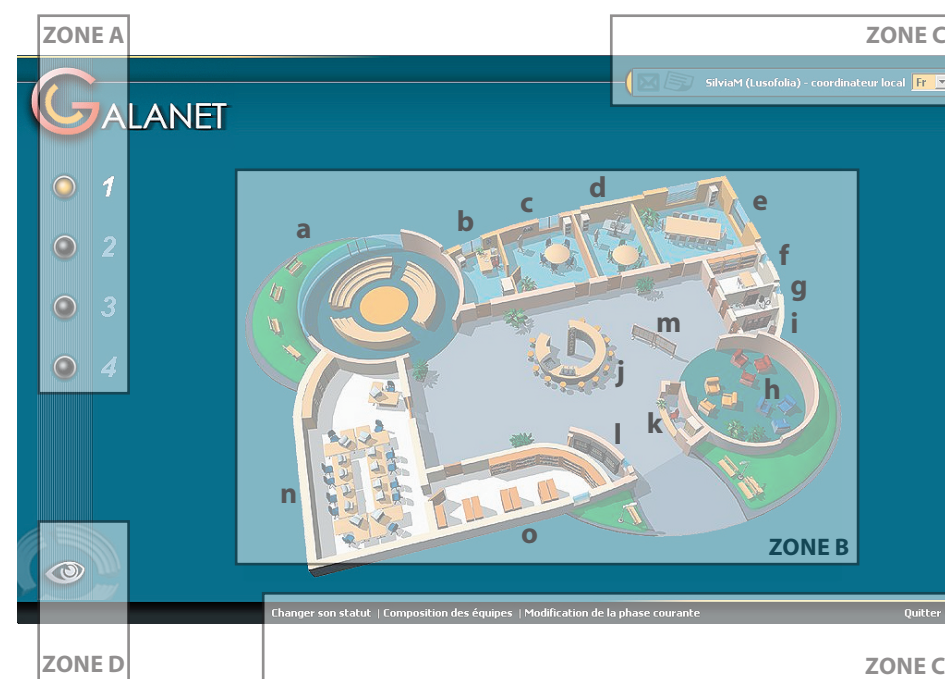 ZONE A
ZONE C
SilviaM (Lusofolia) - coordinateur local Fr
GALANET
1
2
3
4
a
b
c
d
e
f
g
i
m
j
h
k
l
n
o
ZONE B
Changer son statut | Composition des équipes | Modification de la phase courante Quitter
ZONE D
ZONE C